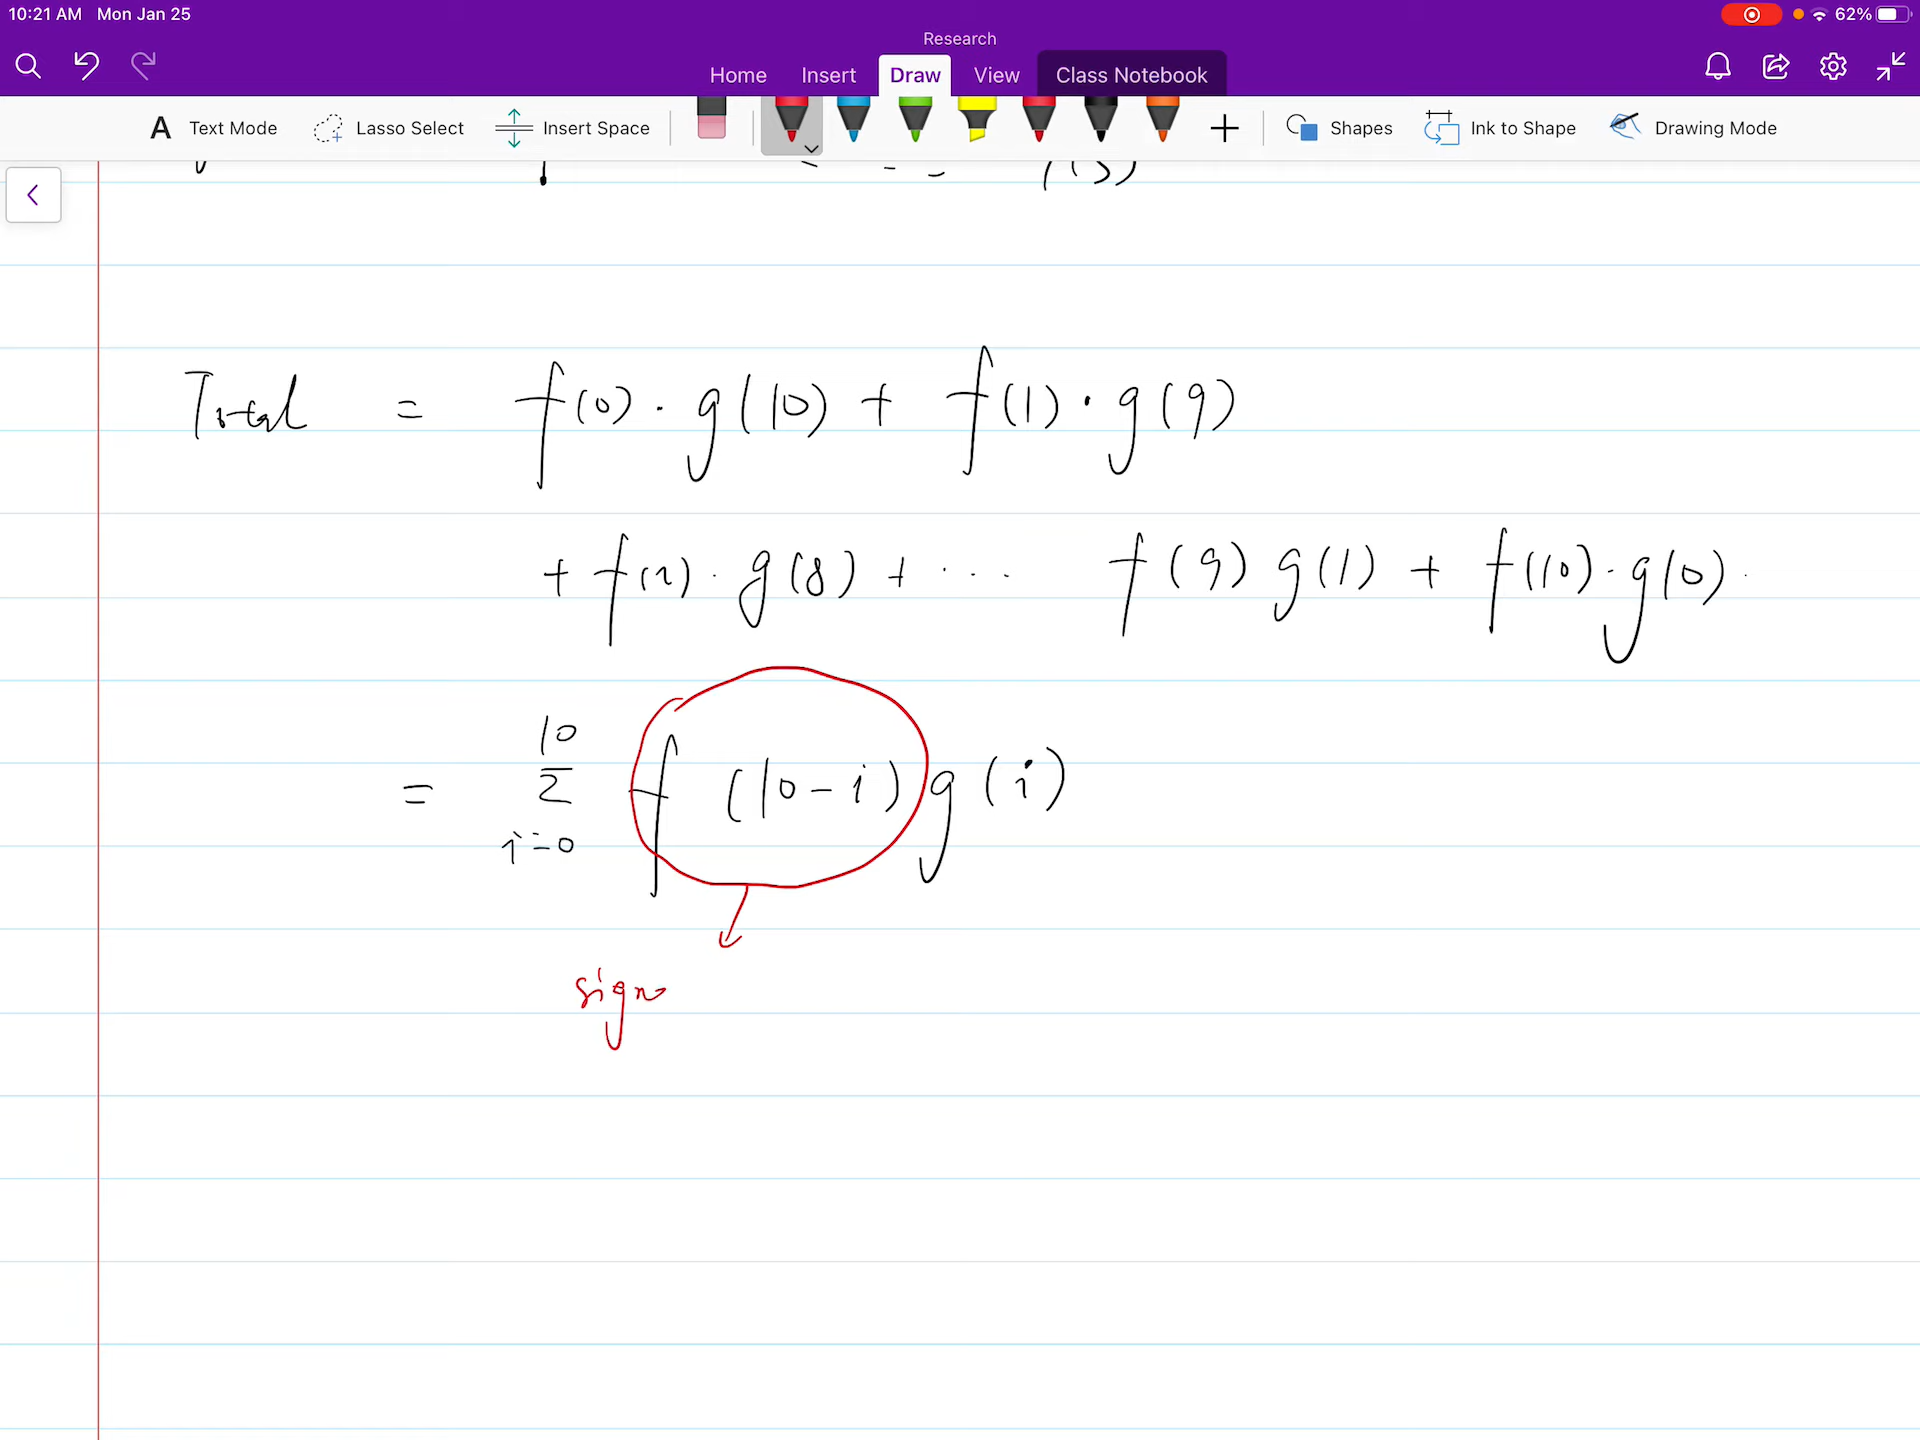 10:21 AM Mon Jan 25
62%
Research
Home Insert Draw View Class Notebook
A Text Mode Lasso Select Insert Space Shapes Ink to Shape Drawing Mode
Total = f(0) · g(10) + f(1) · g(9)
+ f(2) · g(8) + ... f(9) g(1) + f(10) · g(0) .
10
= Σ f (10-i) g(i)
i=0
sign